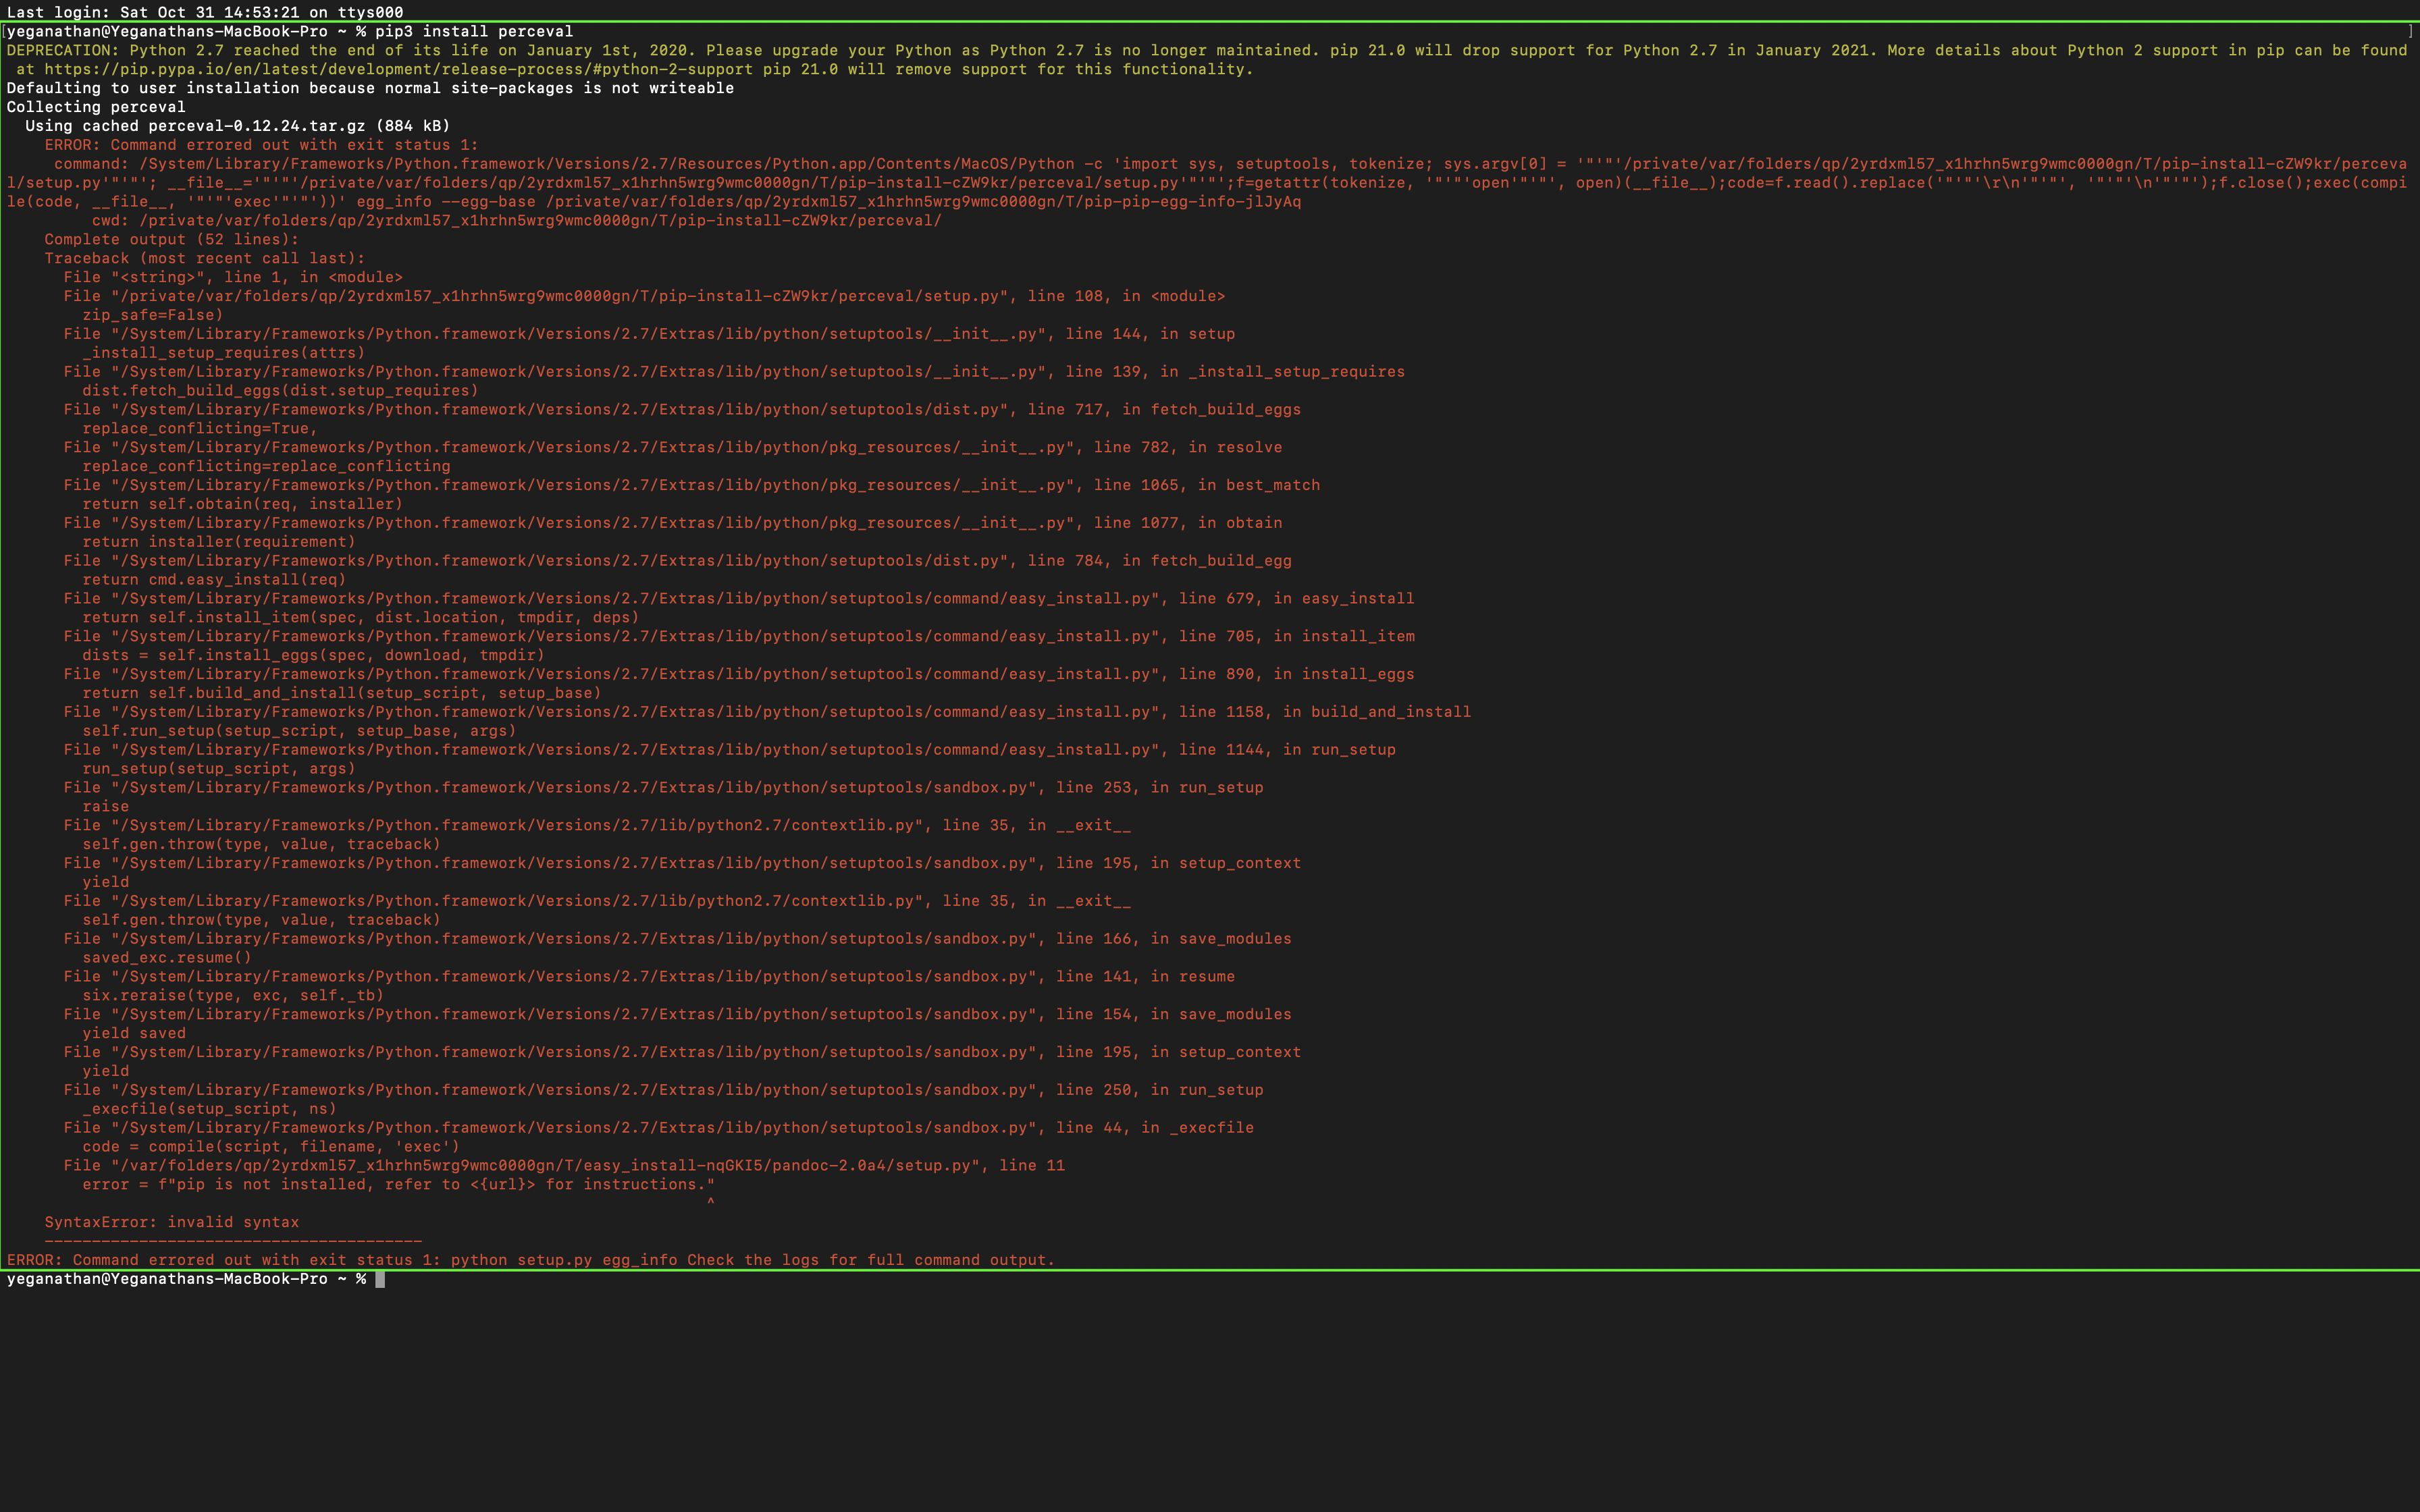 Last login: Sat Oct 31 14:53:21 on ttys000
[yeganathan@Yeganathans-MacBook-Pro ~ % pip3 install perceval ]
DEPRECATION: Python 2.7 reached the end of its life on January 1st, 2020. Please upgrade your Python as Python 2.7 is no longer maintained. pip 21.0 will drop support for Python 2.7 in January 2021. More details about Python 2 support in pip can be found
 at https://pip.pypa.io/en/latest/development/release-process/#python-2-support pip 21.0 will remove support for this functionality.
Defaulting to user installation because normal site-packages is not writeable
Collecting perceval
  Using cached perceval-0.12.24.tar.gz (884 kB)
    ERROR: Command errored out with exit status 1:
     command: /System/Library/Frameworks/Python.framework/Versions/2.7/Resources/Python.app/Contents/MacOS/Python -c 'import sys, setuptools, tokenize; sys.argv[0] = '"'"'/private/var/folders/qp/2yrdxml57_x1hrhn5wrg9wmc0000gn/T/pip-install-cZW9kr/perceva
l/setup.py'"'"'; __file__='"'"'/private/var/folders/qp/2yrdxml57_x1hrhn5wrg9wmc0000gn/T/pip-install-cZW9kr/perceval/setup.py'"'"';f=getattr(tokenize, '"'"'open'"'"', open)(__file__);code=f.read().replace('"'"'\r\n'"'"', '"'"'\n'"'"');f.close();exec(compi
le(code, __file__, '"'"'exec'"'"'))' egg_info --egg-base /private/var/folders/qp/2yrdxml57_x1hrhn5wrg9wmc0000gn/T/pip-pip-egg-info-jlJyAq
         cwd: /private/var/folders/qp/2yrdxml57_x1hrhn5wrg9wmc0000gn/T/pip-install-cZW9kr/perceval/
    Complete output (52 lines):
    Traceback (most recent call last):
      File "<string>", line 1, in <module>
      File "/private/var/folders/qp/2yrdxml57_x1hrhn5wrg9wmc0000gn/T/pip-install-cZW9kr/perceval/setup.py", line 108, in <module>
        zip_safe=False)
      File "/System/Library/Frameworks/Python.framework/Versions/2.7/Extras/lib/python/setuptools/__init__.py", line 144, in setup
        _install_setup_requires(attrs)
      File "/System/Library/Frameworks/Python.framework/Versions/2.7/Extras/lib/python/setuptools/__init__.py", line 139, in _install_setup_requires
        dist.fetch_build_eggs(dist.setup_requires)
      File "/System/Library/Frameworks/Python.framework/Versions/2.7/Extras/lib/python/setuptools/dist.py", line 717, in fetch_build_eggs
        replace_conflicting=True,
      File "/System/Library/Frameworks/Python.framework/Versions/2.7/Extras/lib/python/pkg_resources/__init__.py", line 782, in resolve
        replace_conflicting=replace_conflicting
      File "/System/Library/Frameworks/Python.framework/Versions/2.7/Extras/lib/python/pkg_resources/__init__.py", line 1065, in best_match
        return self.obtain(req, installer)
      File "/System/Library/Frameworks/Python.framework/Versions/2.7/Extras/lib/python/pkg_resources/__init__.py", line 1077, in obtain
        return installer(requirement)
      File "/System/Library/Frameworks/Python.framework/Versions/2.7/Extras/lib/python/setuptools/dist.py", line 784, in fetch_build_egg
        return cmd.easy_install(req)
      File "/System/Library/Frameworks/Python.framework/Versions/2.7/Extras/lib/python/setuptools/command/easy_install.py", line 679, in easy_install
        return self.install_item(spec, dist.location, tmpdir, deps)
      File "/System/Library/Frameworks/Python.framework/Versions/2.7/Extras/lib/python/setuptools/command/easy_install.py", line 705, in install_item
        dists = self.install_eggs(spec, download, tmpdir)
      File "/System/Library/Frameworks/Python.framework/Versions/2.7/Extras/lib/python/setuptools/command/easy_install.py", line 890, in install_eggs
        return self.build_and_install(setup_script, setup_base)
      File "/System/Library/Frameworks/Python.framework/Versions/2.7/Extras/lib/python/setuptools/command/easy_install.py", line 1158, in build_and_install
        self.run_setup(setup_script, setup_base, args)
      File "/System/Library/Frameworks/Python.framework/Versions/2.7/Extras/lib/python/setuptools/command/easy_install.py", line 1144, in run_setup
        run_setup(setup_script, args)
      File "/System/Library/Frameworks/Python.framework/Versions/2.7/Extras/lib/python/setuptools/sandbox.py", line 253, in run_setup
        raise
      File "/System/Library/Frameworks/Python.framework/Versions/2.7/lib/python2.7/contextlib.py", line 35, in __exit__
        self.gen.throw(type, value, traceback)
      File "/System/Library/Frameworks/Python.framework/Versions/2.7/Extras/lib/python/setuptools/sandbox.py", line 195, in setup_context
        yield
      File "/System/Library/Frameworks/Python.framework/Versions/2.7/lib/python2.7/contextlib.py", line 35, in __exit__
        self.gen.throw(type, value, traceback)
      File "/System/Library/Frameworks/Python.framework/Versions/2.7/Extras/lib/python/setuptools/sandbox.py", line 166, in save_modules
        saved_exc.resume()
      File "/System/Library/Frameworks/Python.framework/Versions/2.7/Extras/lib/python/setuptools/sandbox.py", line 141, in resume
        six.reraise(type, exc, self._tb)
      File "/System/Library/Frameworks/Python.framework/Versions/2.7/Extras/lib/python/setuptools/sandbox.py", line 154, in save_modules
        yield saved
      File "/System/Library/Frameworks/Python.framework/Versions/2.7/Extras/lib/python/setuptools/sandbox.py", line 195, in setup_context
        yield
      File "/System/Library/Frameworks/Python.framework/Versions/2.7/Extras/lib/python/setuptools/sandbox.py", line 250, in run_setup
        _execfile(setup_script, ns)
      File "/System/Library/Frameworks/Python.framework/Versions/2.7/Extras/lib/python/setuptools/sandbox.py", line 44, in _execfile
        code = compile(script, filename, 'exec')
      File "/var/folders/qp/2yrdxml57_x1hrhn5wrg9wmc0000gn/T/easy_install-nqGKI5/pandoc-2.0a4/setup.py", line 11
        error = f"pip is not installed, refer to <{url}> for instructions."
                                                                          ^
    SyntaxError: invalid syntax
    ----------------------------------------
ERROR: Command errored out with exit status 1: python setup.py egg_info Check the logs for full command output.
yeganathan@Yeganathans-MacBook-Pro ~ %